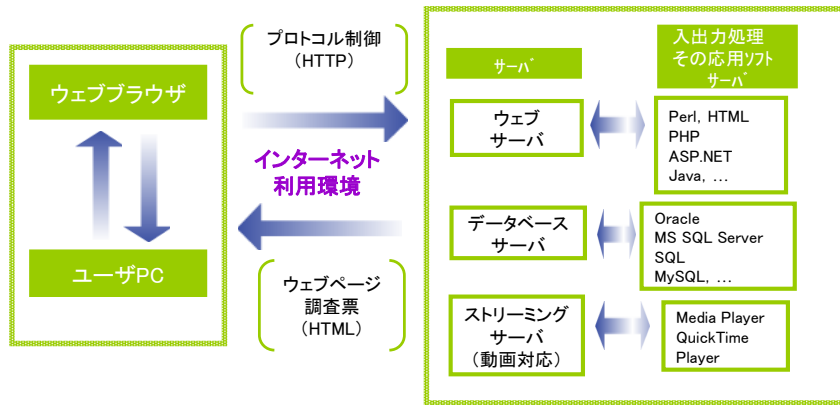 プロトコル制御
（HTTP）
ウェブブラウザ
ユーザPC
インターネット
利用環境
ウェブページ
調査票
（HTML）
サーバ
入出力処理
その応用ソフト
サーバ
ウェブ
サーバ
Perl, HTML
PHP
ASP.NET
Java, …
データベース
サーバ
Oracle
MS SQL Server
SQL
MySQL, …
ストリーミング
サーバ
（動画対応）
Media Player
QuickTime
Player